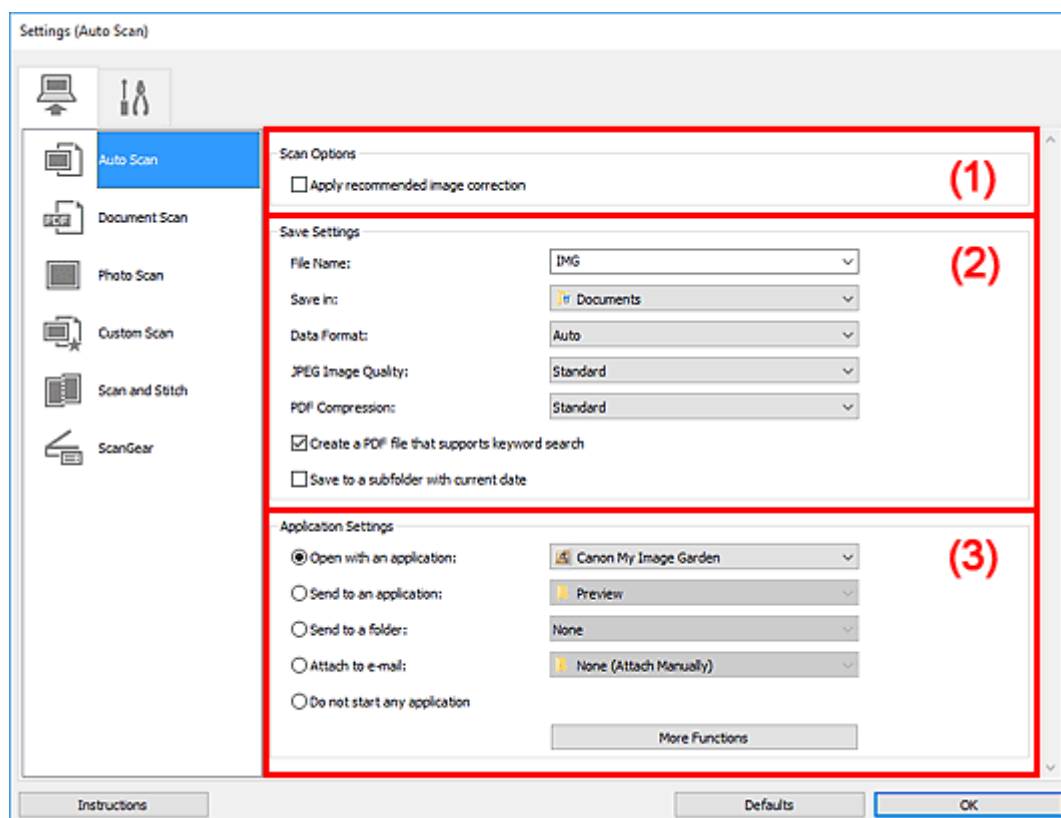 Settings (Auto Scan)
Auto Scan
Document Scan
Photo Scan
Custom Scan
Scan and Stitch
ScanGear
Scan Options
(1)
Apply recommended image correction
Save Settings
(2)
File Name: IMG
Save in: Documents
Data Format: Auto
JPEG Image Quality: Standard
PDF Compression: Standard
Create a PDF file that supports keyword search
Save to a subfolder with current date
Application Settings
(3)
Open with an application: Canon My Image Garden
Send to an application: Preview
Send to a folder: None
Attach to e-mail: None (Attach Manually)
Do not start any application
More Functions
Instructions Defaults OK